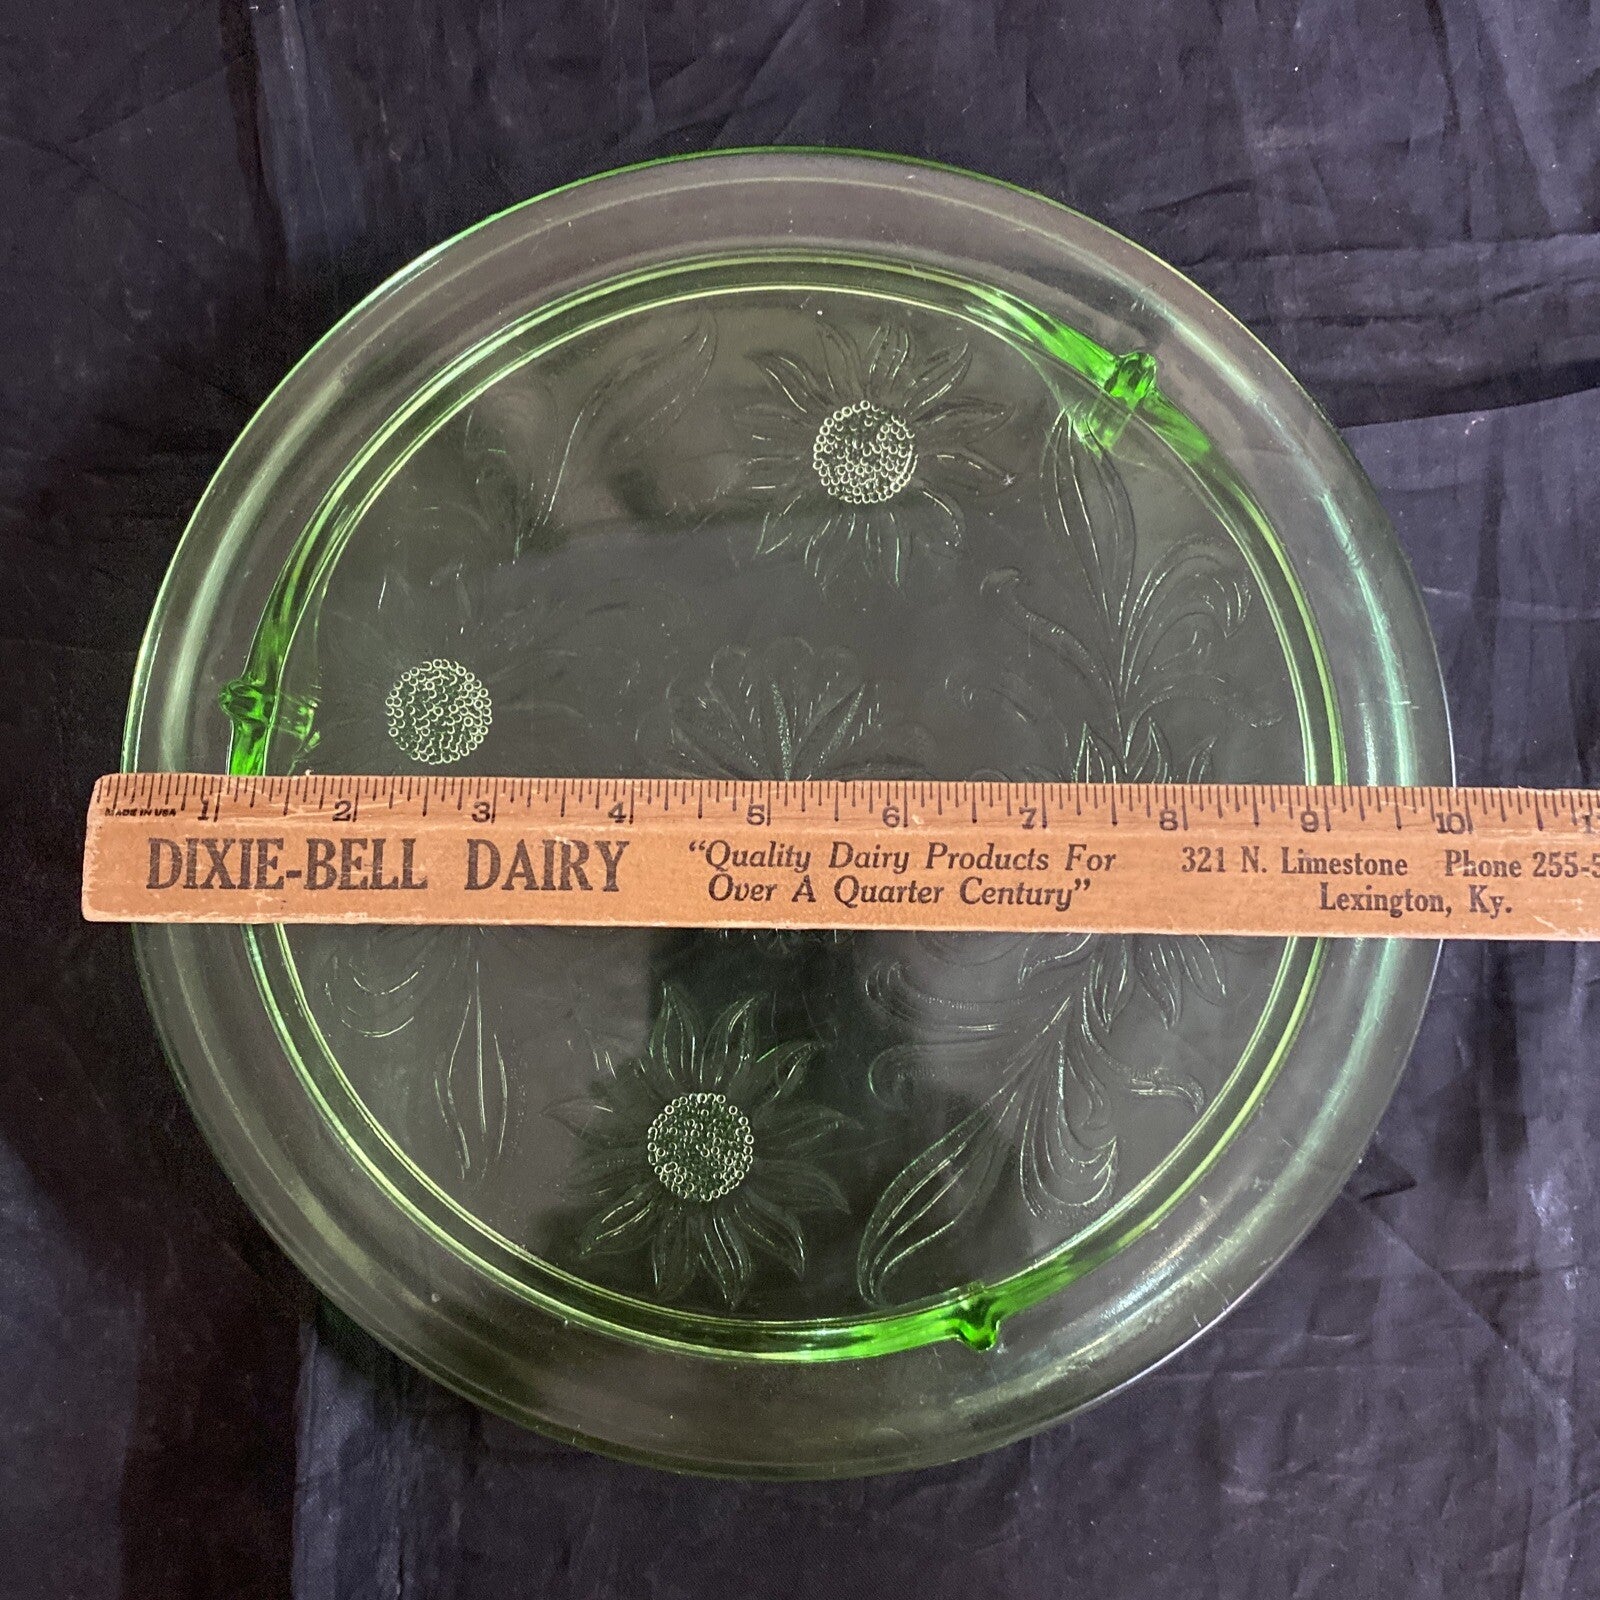 1 2 3 4 5 6 7 8 9 10
MADE IN USA
DIXIE-BELL DAIRY "Quality Dairy Products For 321 N. Limestone Phone 255-5
Over A Quarter Century" Lexington, Ky.